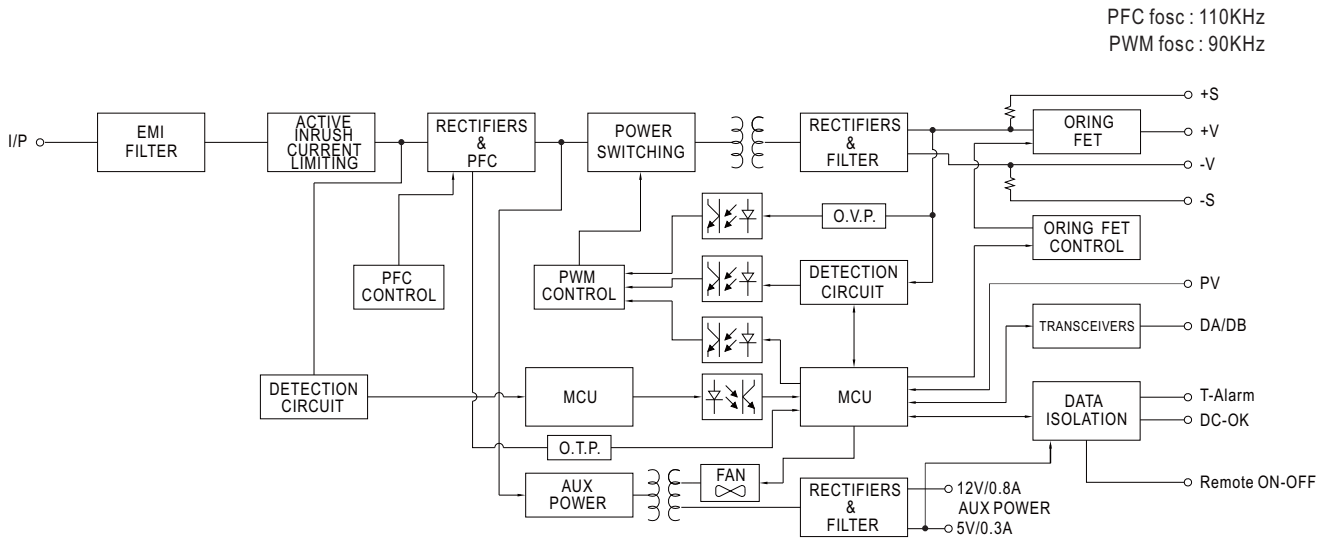 PFC fosc : 110KHz
PWM fosc : 90KHz
I/P
EMI
FILTER
ACTIVE
INRUSH
CURRENT
LIMITING
RECTIFIERS
&
PFC
POWER
SWITCHING
RECTIFIERS
&
FILTER
ORING
FET
+S
+V
-V
-S
O.V.P.
ORING FET
CONTROL
PFC
CONTROL
PWM
CONTROL
DETECTION
CIRCUIT
PV
TRANSCEIVERS
DA/DB
DETECTION
CIRCUIT
MCU
MCU
DATA
ISOLATION
T-Alarm
DC-OK
O.T.P.
AUX
POWER
FAN
RECTIFIERS
&
FILTER
12V/0.8A
AUX POWER
5V/0.3A
Remote ON-OFF